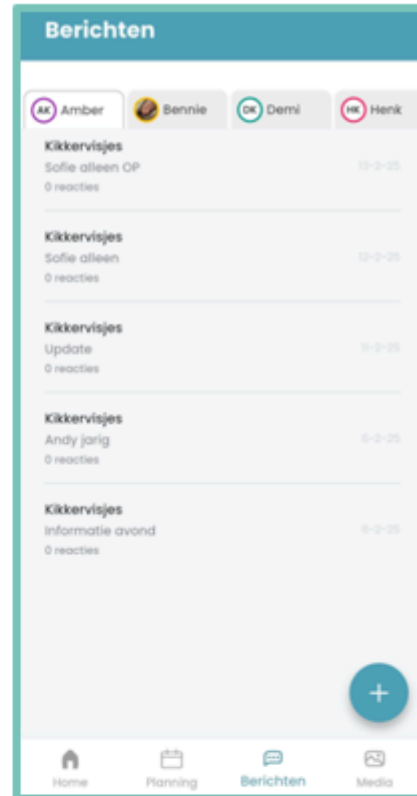 Berichten
AK Amber Bennie DK Demi HK Henk
Kikkervisjes
Sofie alleen OP 13-2-25
0 reacties
Kikkervisjes
Sofie alleen 12-2-25
0 reacties
Kikkervisjes
Update 11-2-25
0 reacties
Kikkervisjes
Andy jarig 6-2-25
0 reacties
Kikkervisjes
Informatie avond 6-2-25
0 reacties
+
Home Planning Berichten Media